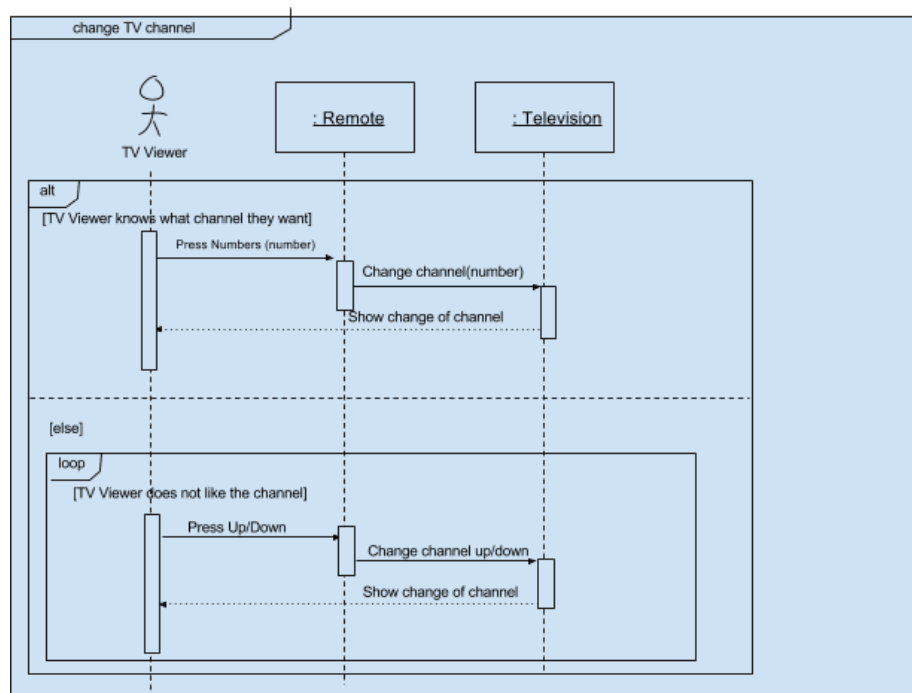 change TV channel
: Remote
: Television
TV Viewer
alt
[TV Viewer knows what channel they want]
Press Numbers (number)
Change channel(number)
Show change of channel
[else]
loop
[TV Viewer does not like the channel]
Press Up/Down
Change channel up/down
Show change of channel